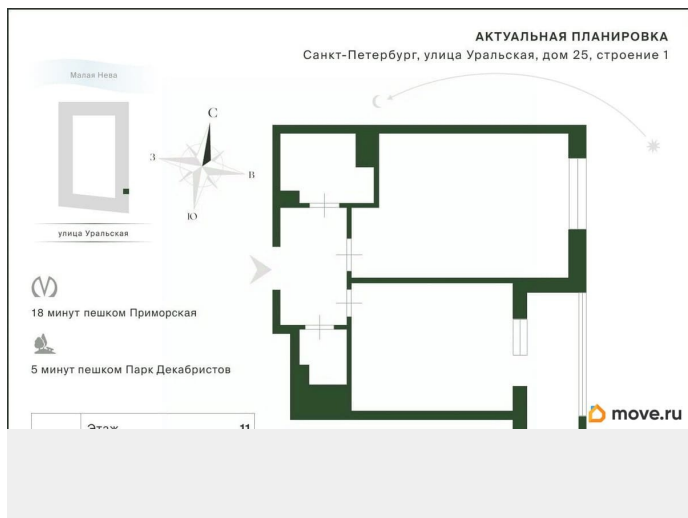 АКТУАЛЬНАЯ ПЛАНИРОВКА
Санкт-Петербург, улица Уральская, дом 25, строение 1
Малая Нева
С
З
В
Ю
улица Уральская
18 минут пешком Приморская
5 минут пешком Парк Декабристов
Этаж 11
move.ru